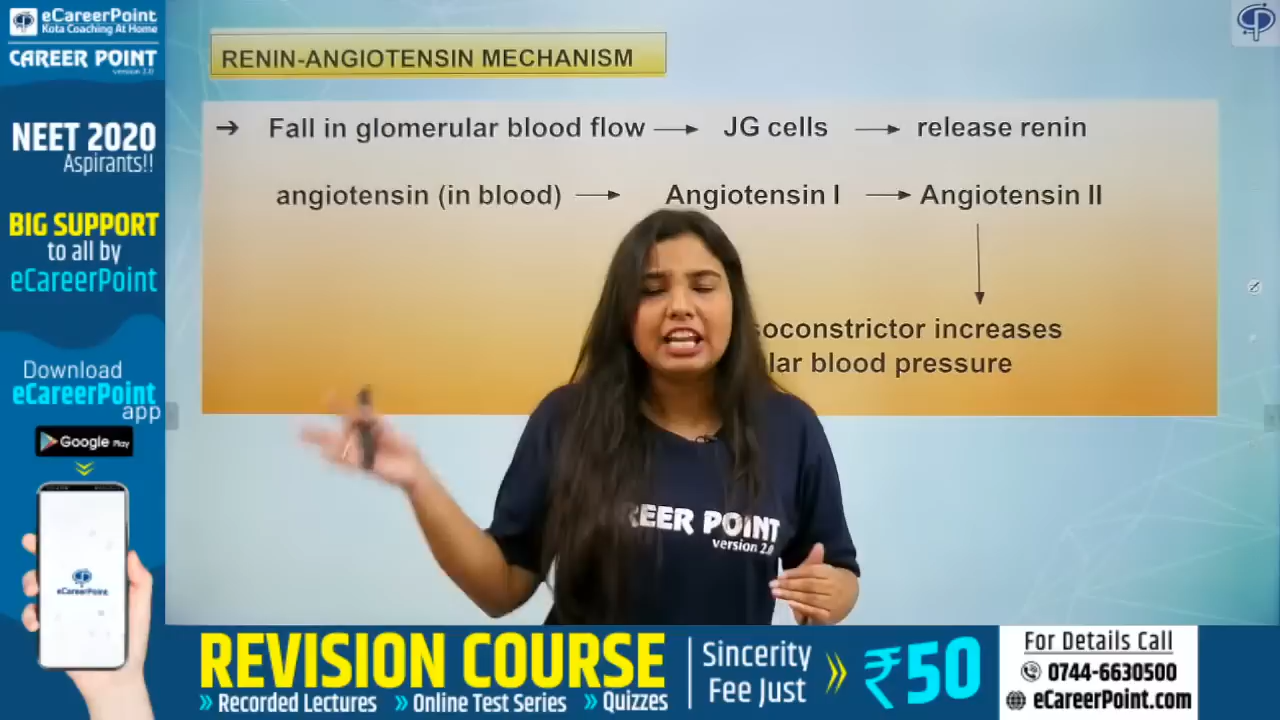 eCareerPoint
Kota Coaching At Home
CAREER POINT
version 2.0
NEET 2020
Aspirants!!
BIG SUPPORT
to all by
eCareerPoint
Download
eCareerPoint
app
Google Play
eCareerPoint
RENIN-ANGIOTENSIN MECHANISM
→ Fall in glomerular blood flow → JG cells → release renin
angiotensin (in blood) → Angiotensin I → Angiotensin II
soconstrictor increases
lar blood pressure
REER POINT
version 2.0
REVISION COURSE
» Recorded Lectures » Online Test Series » Quizzes
Sincerity
Fee Just
» ₹50
For Details Call
0744-6630500
eCareerPoint.com